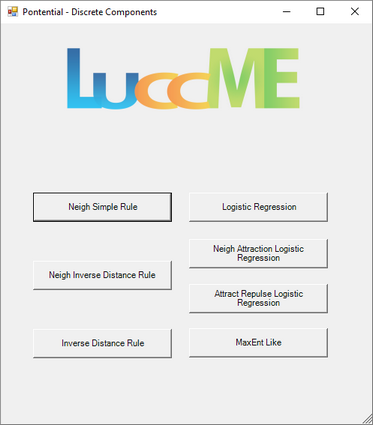 Pontential - Discrete Components
LuccME
Neigh Simple Rule
Logistic Regression
Neigh Attraction Logistic
Regression
Neigh Inverse Distance Rule
Attract Repulse Logistic
Regression
Inverse Distance Rule
MaxEnt Like